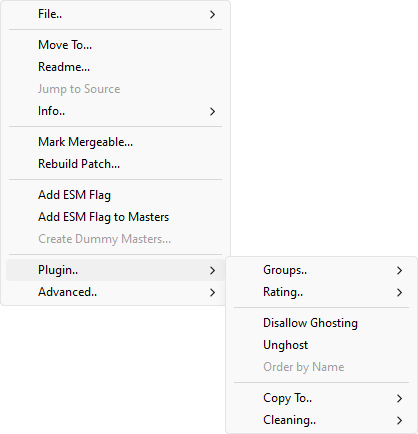 File..
Move To...
Readme...
Jump to Source
Info..
Mark Mergeable...
Rebuild Patch...
Add ESM Flag
Add ESM Flag to Masters
Create Dummy Masters...
Plugin..
Advanced..
Groups..
Rating..
Disallow Ghosting
Unghost
Order by Name
Copy To..
Cleaning..